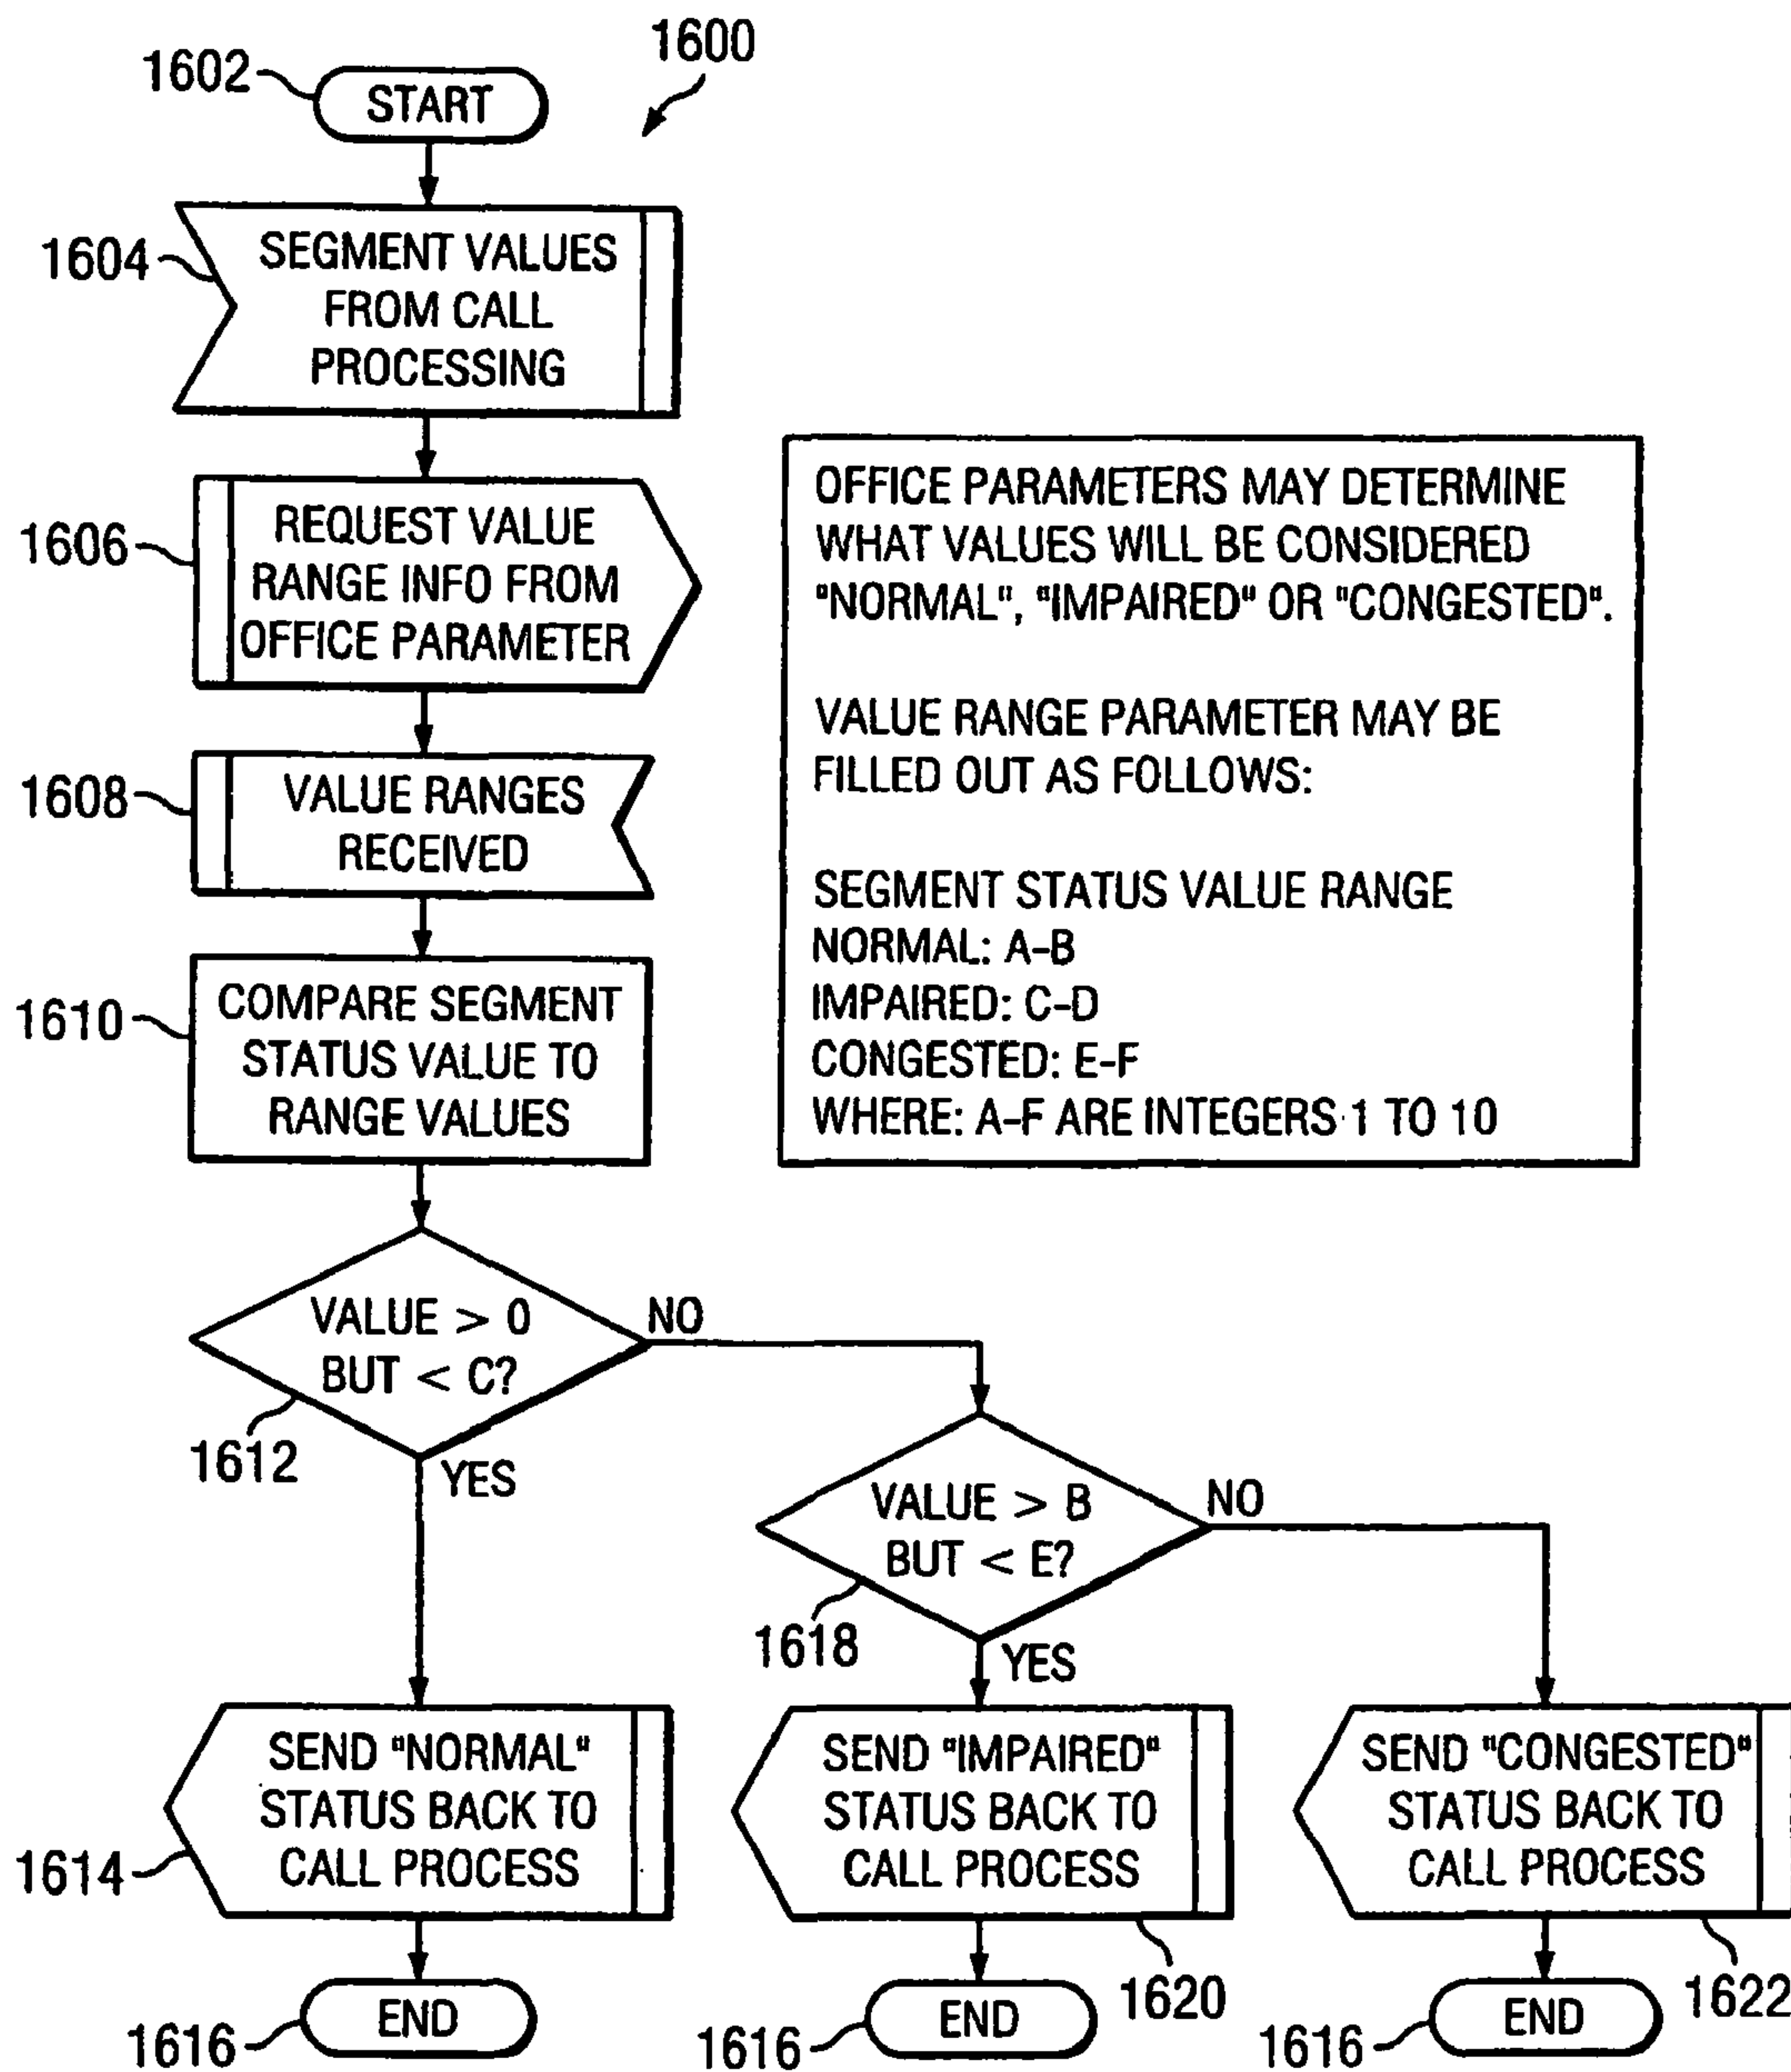 1600
1602
START
1604
SEGMENT VALUES
FROM CALL
PROCESSING
1606
REQUEST VALUE
RANGE INFO FROM
OFFICE PARAMETER
1608
VALUE RANGES
RECEIVED
1610
COMPARE SEGMENT
STATUS VALUE TO
RANGE VALUES
OFFICE PARAMETERS MAY DETERMINE
WHAT VALUES WILL BE CONSIDERED
"NORMAL", "IMPAIRED" OR "CONGESTED".
VALUE RANGE PARAMETER MAY BE
FILLED OUT AS FOLLOWS:
SEGMENT STATUS VALUE RANGE
NORMAL: A-B
IMPAIRED: C-D
CONGESTED: E-F
WHERE: A-F ARE INTEGERS 1 TO 10
VALUE > 0
BUT < C?
NO
1612
YES
VALUE > B
BUT < E?
NO
1618
YES
SEND "NORMAL"
STATUS BACK TO
CALL PROCESS
1614
SEND "IMPAIRED"
STATUS BACK TO
CALL PROCESS
1620
SEND "CONGESTED"
STATUS BACK TO
CALL PROCESS
1622
END
1616
END
1616
END
1616